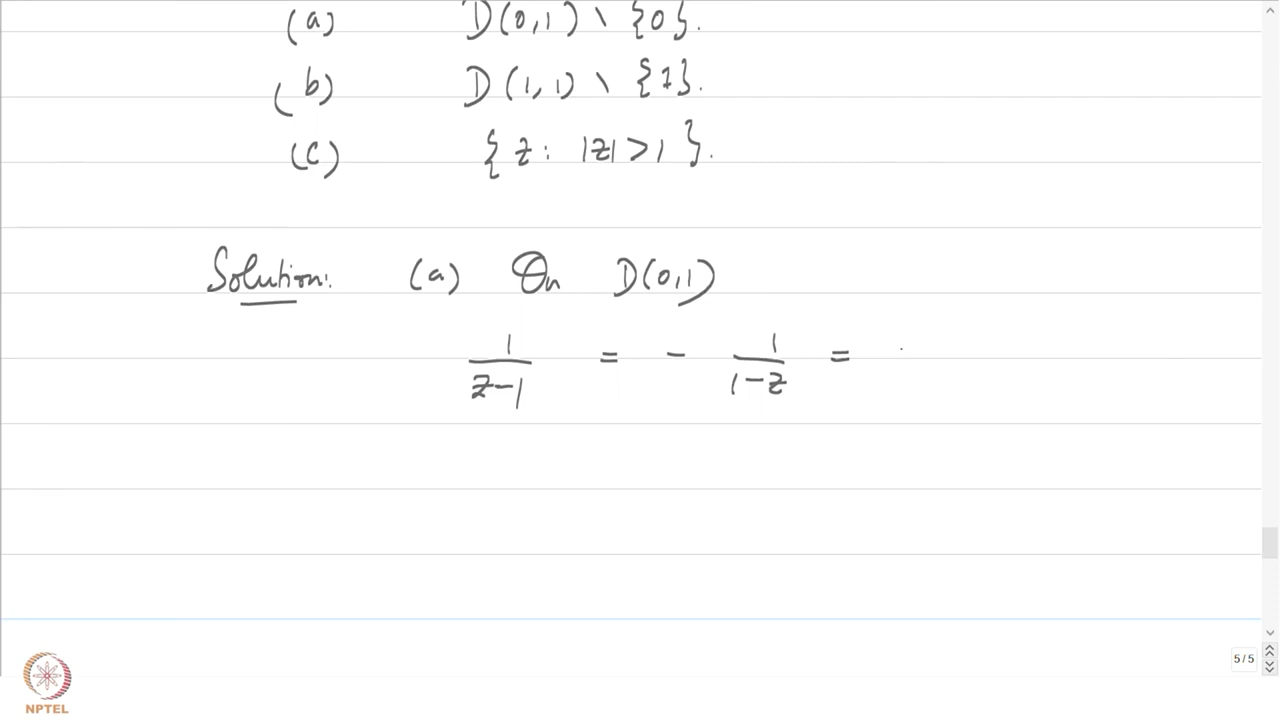 (a) D(0,1) \ {0}.
(b) D(1,1) \ {1}.
(c) {z: |z|>1}.
Solution: (a) On D(0,1)
1/(z-1) = - 1/(1-z) =
5/5
NPTEL